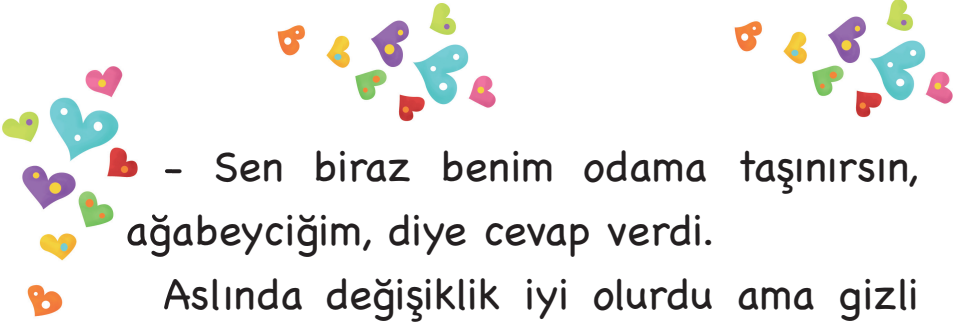 – Sen biraz benim odama taşınırsın,
ağabeyciğim, diye cevap verdi.
Aslında değişiklik iyi olurdu ama gizli